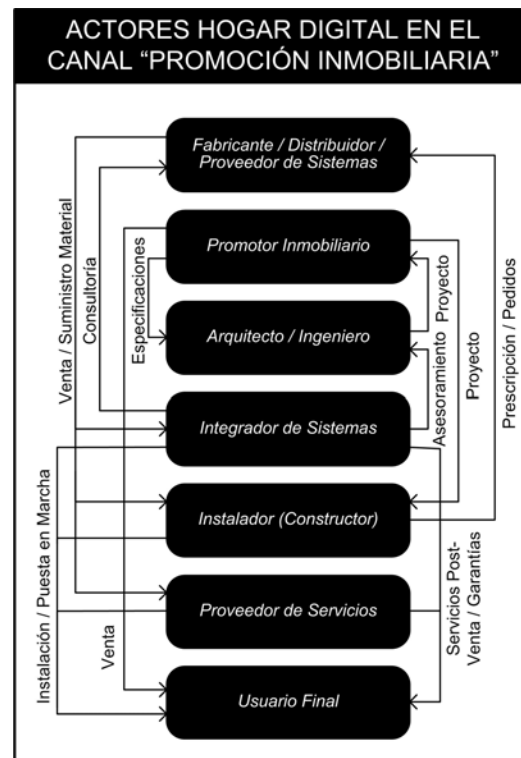 ACTORES HOGAR DIGITAL EN EL
CANAL “PROMOCIÓN INMOBILIARIA”
Fabricante / Distribuidor /
Proveedor de Sistemas
Promotor Inmobiliario
Arquitecto / Ingeniero
Integrador de Sistemas
Instalador (Constructor)
Proveedor de Servicios
Usuario Final
Venta / Suministro Material
Consultoría
Especificaciones
Instalación / Puesta en Marcha
Venta
Asesoramiento
Proyecto
Proyecto
Prescripción / Pedidos
Servicios Post-
Venta / Garantías